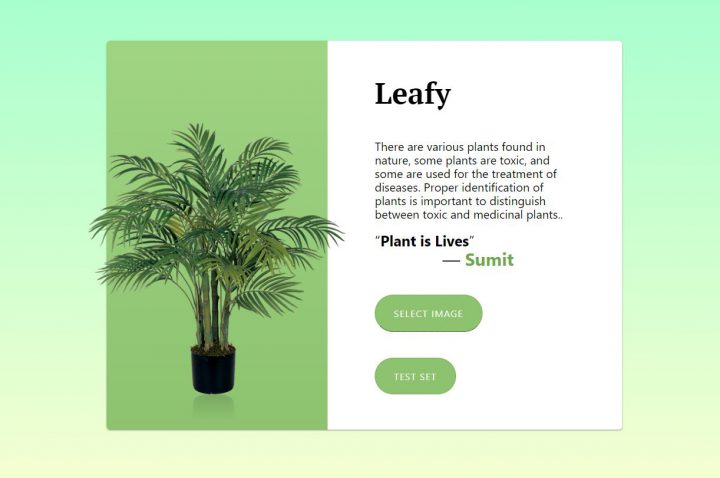 Leafy
There are various plants found in
nature, some plants are toxic, and
some are used for the treatment of
diseases. Proper identification of
plants is important to distinguish
between toxic and medicinal plants..
“Plant is Lives”
— Sumit
SELECT IMAGE
TEST SET